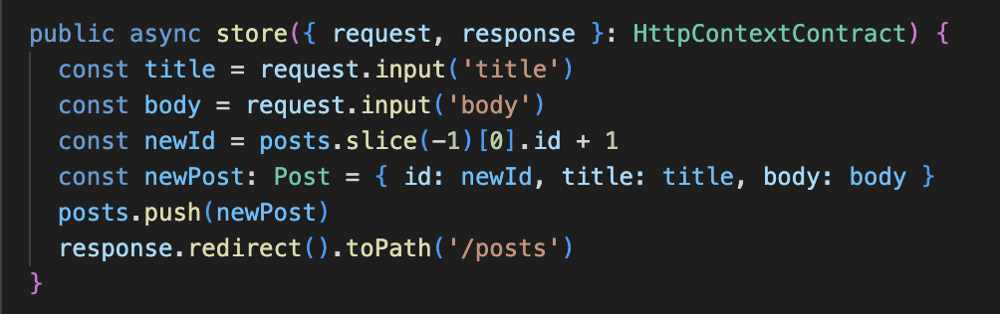 public async store({ request, response }: HttpContextContract) {
  const title = request.input('title')
  const body = request.input('body')
  const newId = posts.slice(-1)[0].id + 1
  const newPost: Post = { id: newId, title: title, body: body }
  posts.push(newPost)
  response.redirect().toPath('/posts')
}